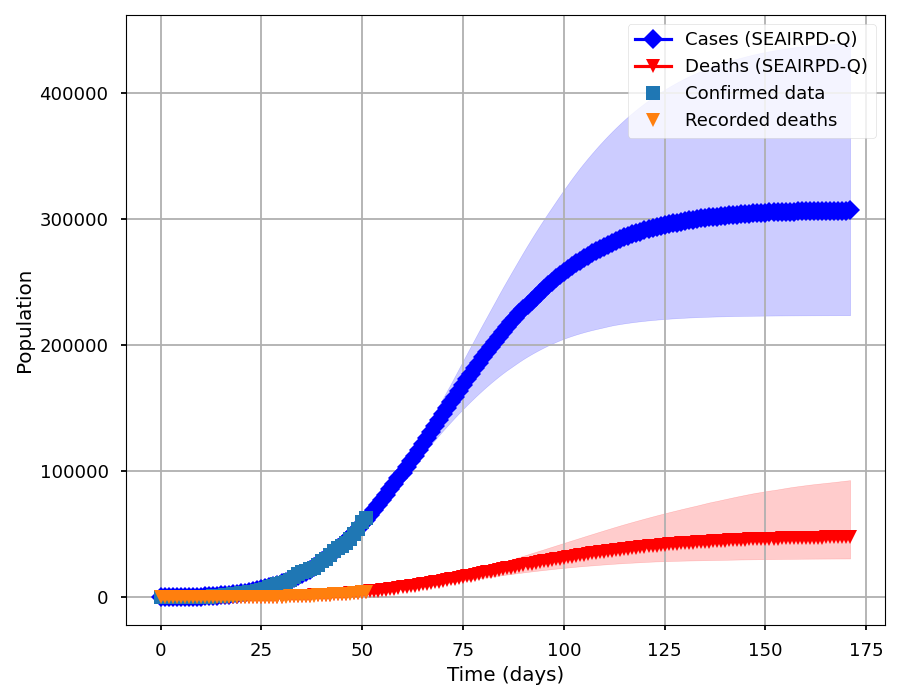 Cases (SEAIRPD-Q)
Deaths (SEAIRPD-Q)
Confirmed data
Recorded deaths
400000
300000
200000
100000
0
Population
0 25 50 75 100 125 150 175
Time (days)